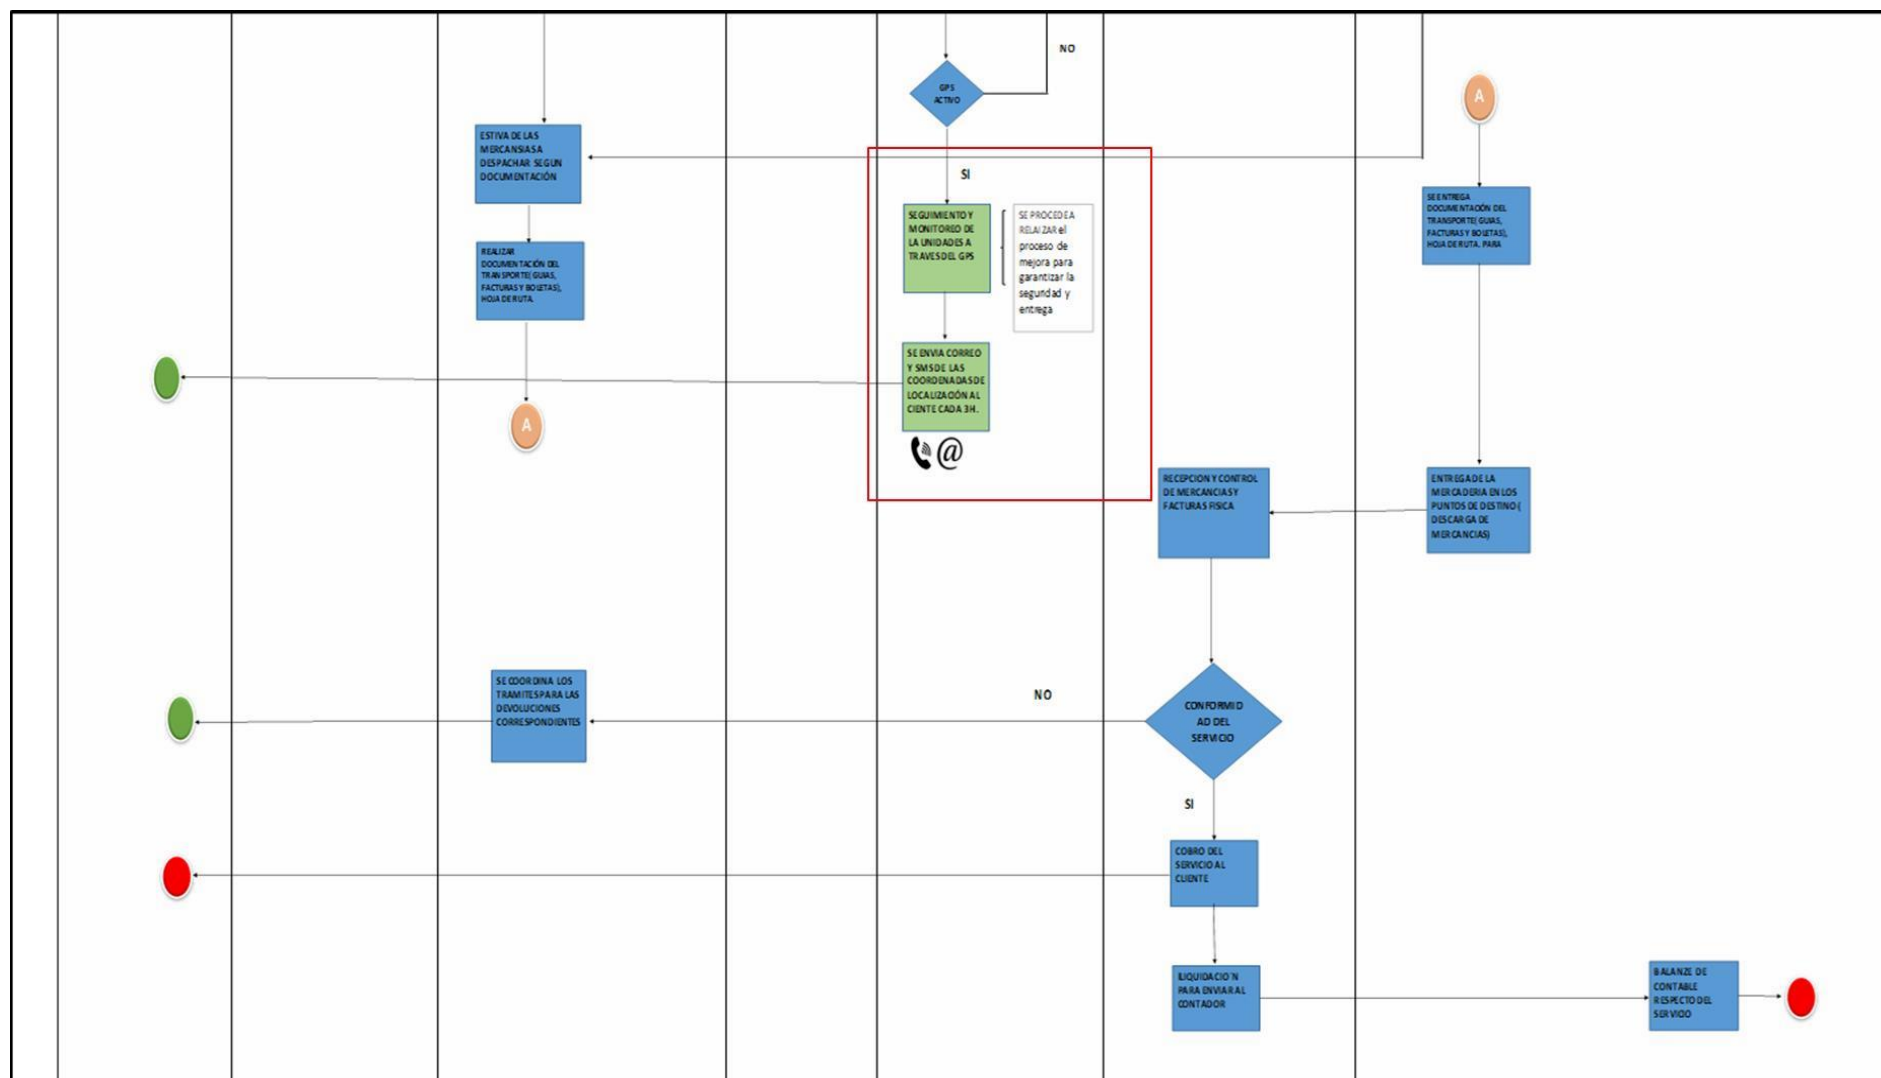 NO
GPS
ACTIVO
A
ESTIVA DE LAS
MERCANSIAS A
DESPACHAR SEGUN
DOCUMENTACIÓN
SI
SE ENTREGA
DOCUMENTACIÓN DEL
TRANSPORTE( GUIAS,
FACTURAS Y BOLETAS),
HOJA DE RUTA. PARA
SEGUIMIENTO Y
MONITOREO DE
LA UNIDADES A
TRAVES DEL GPS
SE PROCEDE A
RELAIZAR el
proceso de
mejora para
garantizar la
seguridad y
entrega
REALIZAR
DOCUMENTACIÓN DEL
TRANSPORTE( GUIAS,
FACTURAS Y BOLETAS),
HOJA DE RUTA.
SE ENVIA CORREO
Y SMS DE LAS
COORDENADAS DE
LOCALIZACIÓN AL
CIENTE CADA 3H.
A
@
RECEPCION Y CONTROL
DE MERCANCIAS Y
FACTURAS FISICA
ENTREGA DE LA
MERCADERIA EN LOS
PUNTOS DE DESTINO (
DESCARGA DE
MERCANCIAS)
SE COORDINA LOS
TRAMITES PARA LAS
DEVOLUCIONES
CORRESPONDIENTES
NO
CONFORMID
AD DEL
SERVICIO
SI
COBRO DEL
SERVICIO AL
CLIENTE
ILIQUIDACIO´N
PARA ENVIAR AL
CONTADOR
BALANZE DE
CONTABLE
RESPECTO DEL
SERVICIO